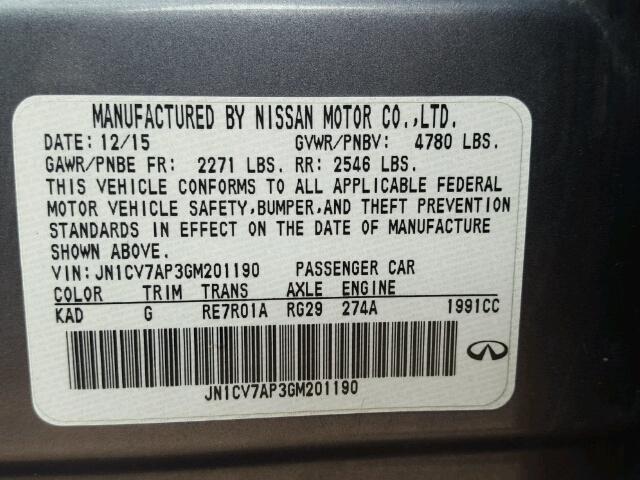 MANUFACTURED BY NISSAN MOTOR CO.,LTD.
DATE: 12/15 GVWR/PNBV: 4780 LBS.
GAWR/PNBE FR: 2271 LBS. RR: 2546 LBS.
THIS VEHICLE CONFORMS TO ALL APPLICABLE FEDERAL
MOTOR VEHICLE SAFETY,BUMPER,AND THEFT PREVENTION
STANDARDS IN EFFECT ON THE DATE OF MANUFACTURE
SHOWN ABOVE.
VIN: JN1CV7AP3GM201190 PASSENGER CAR
COLOR TRIM TRANS AXLE ENGINE
KAD G RE7R01A RG29 274A 1991CC
JN1CV7AP3GM201190